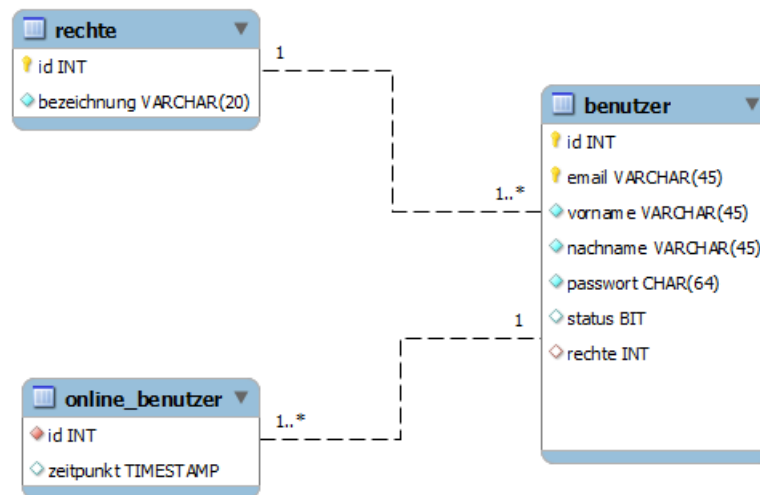 rechte
id INT
bezeichnung VARCHAR(20)
1
1..*
benutzer
id INT
email VARCHAR(45)
vorname VARCHAR(45)
nachname VARCHAR(45)
passwort CHAR(64)
status BIT
rechte INT
1
1..*
online_benutzer
id INT
zeitpunkt TIMESTAMP